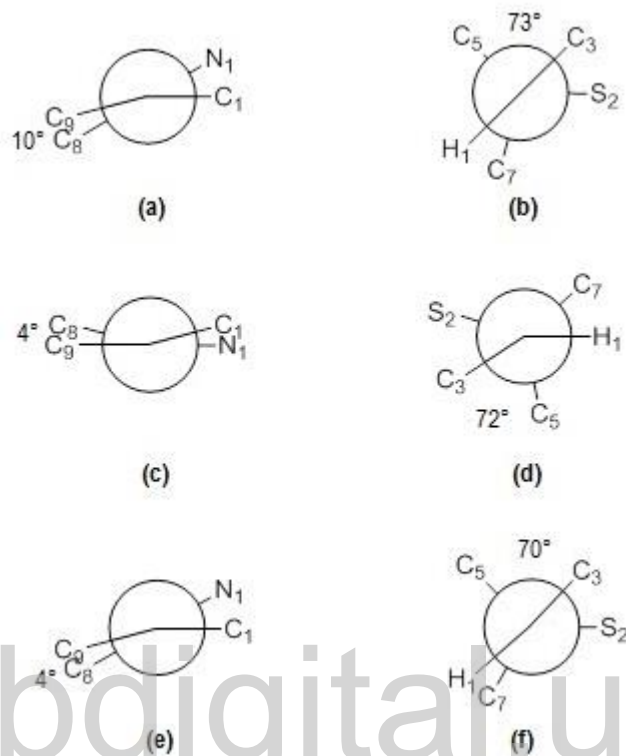 N1
C9
C1
10° C8
(a)
73°
C5
C3
S2
H1
C7
(b)
4° C8
C1
C9
N1
(c)
C7
S2
H1
C3
72°
C5
(d)
N1
C9
C1
4° C8
(e)
70°
C5
C3
S2
H1
C7
(f)
bdigital.u